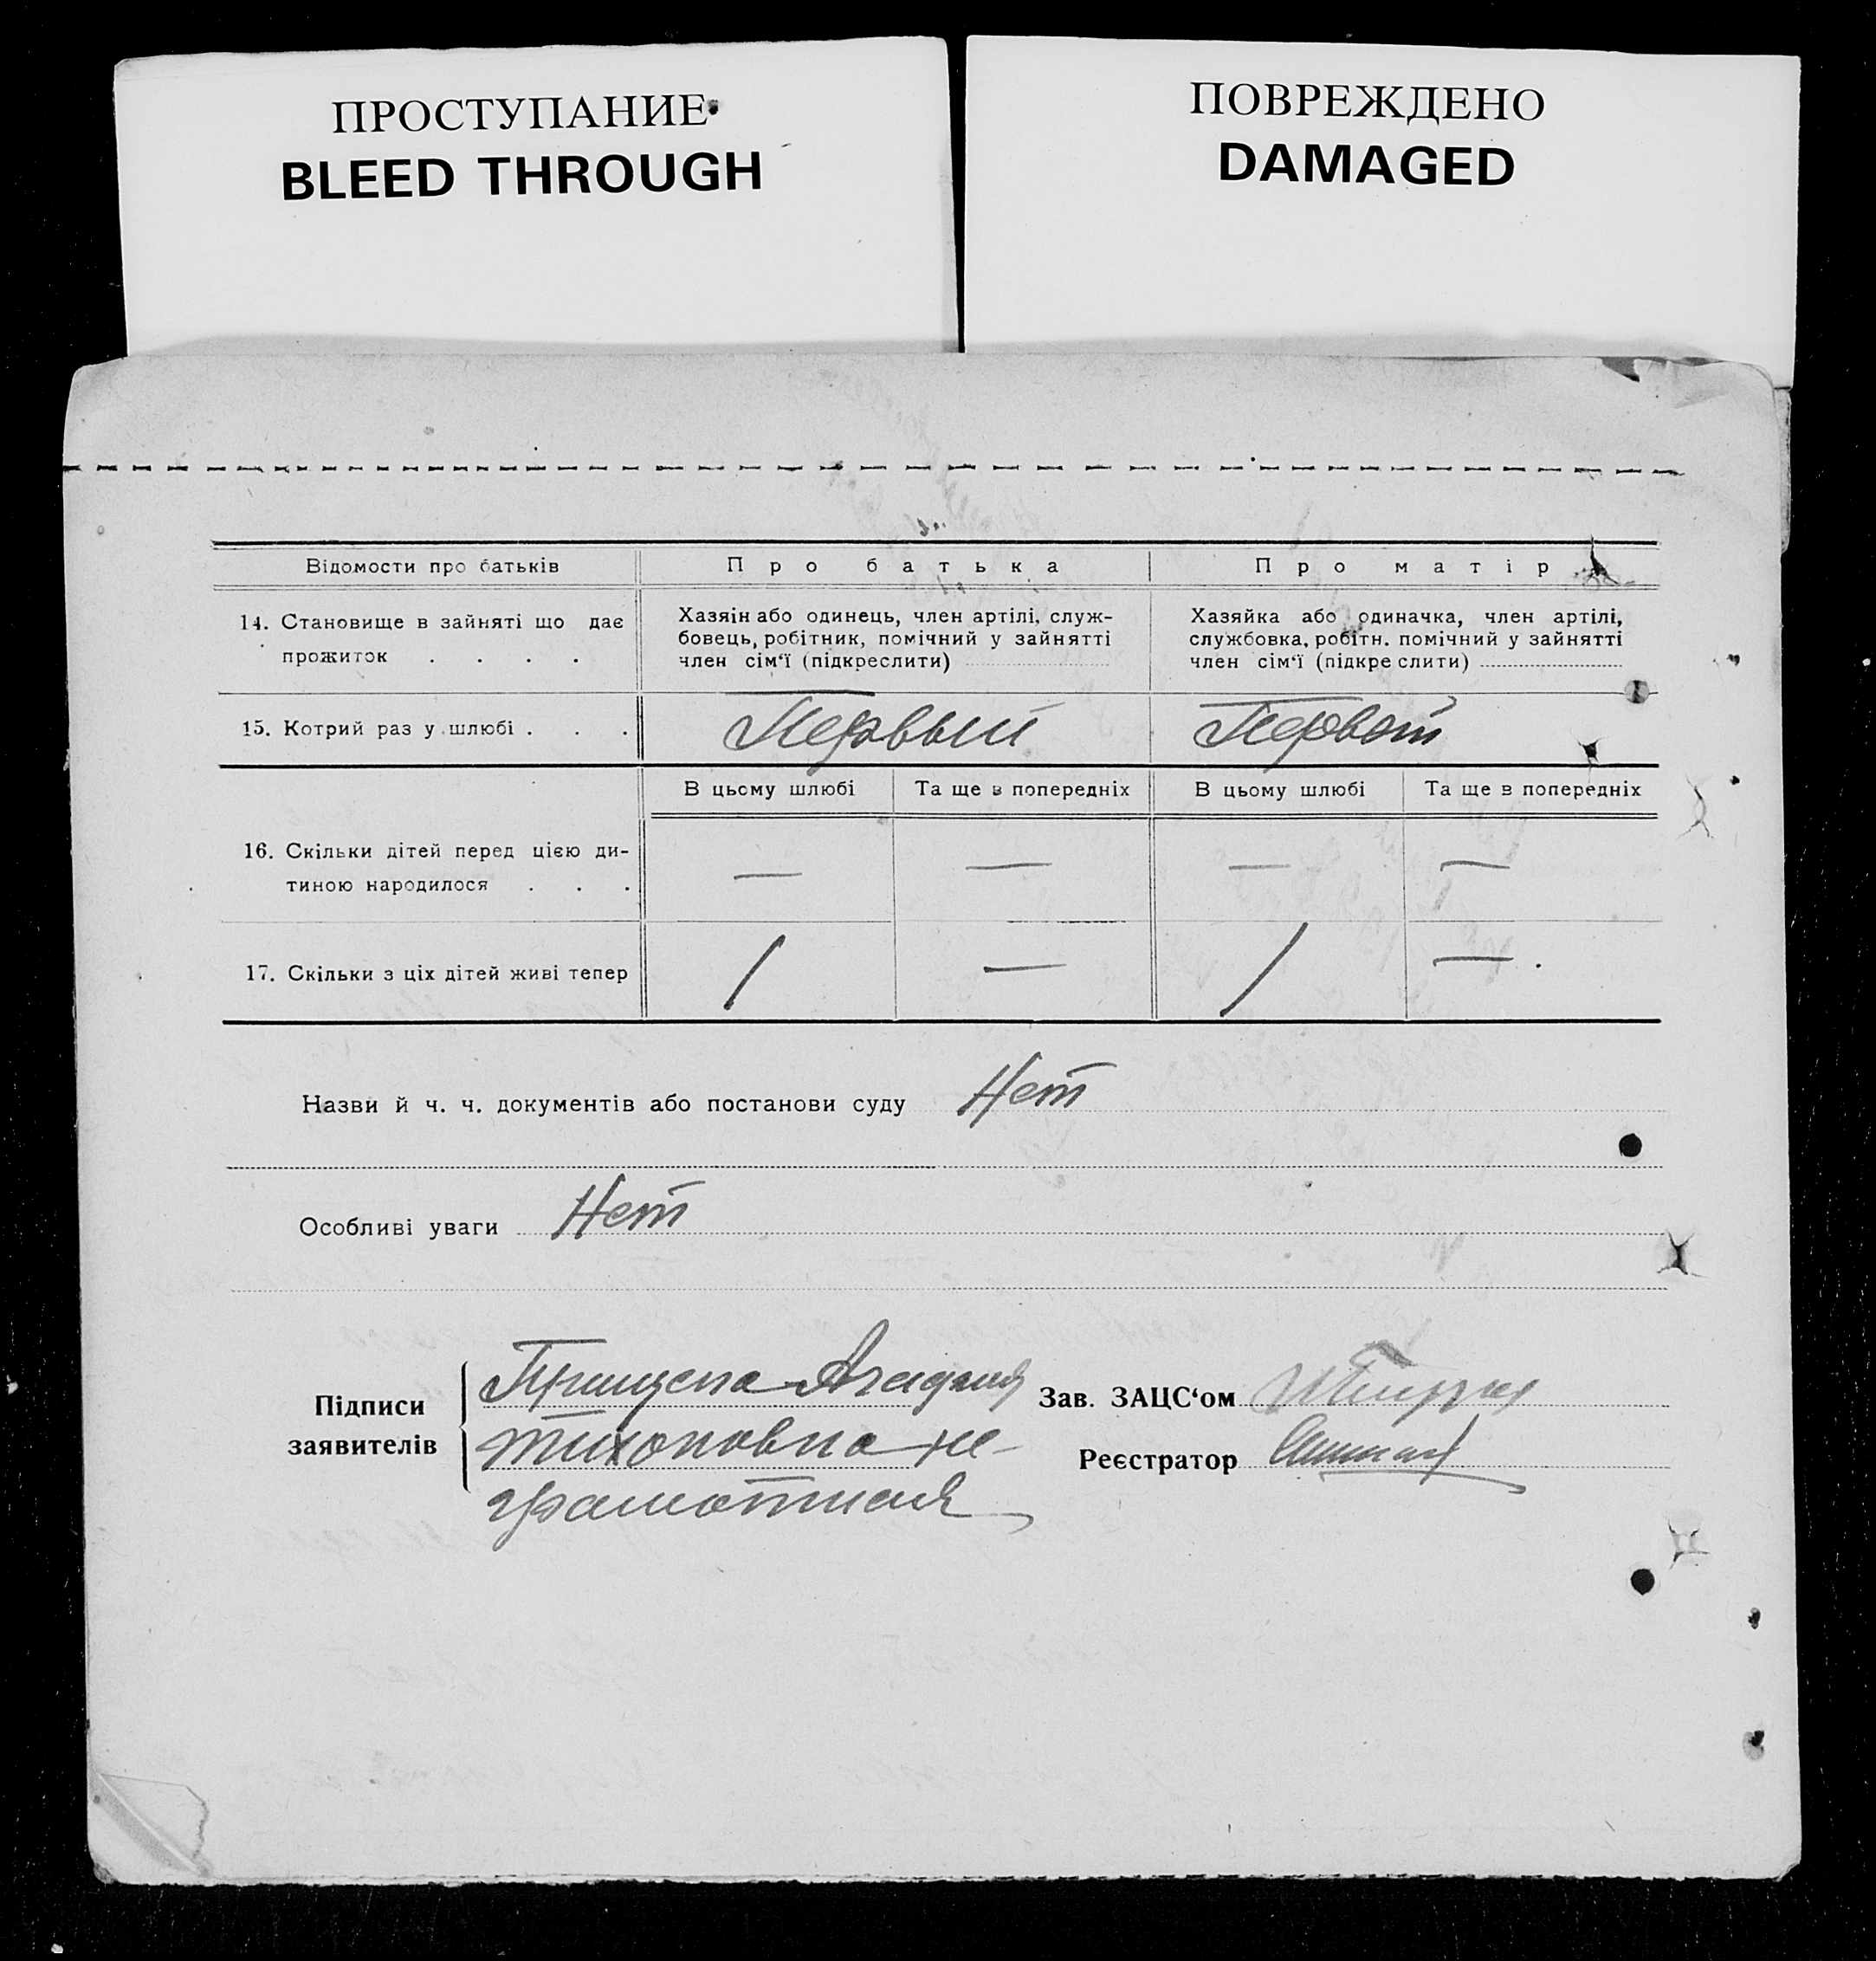 ПРОСТУПАНИЕ
BLEED THROUGH
ПОВРЕЖДЕНО
DAMAGED
Відомости про батьків
Про батька
Про матір
14. Становище в зайняті що дає
прожиток . . . .
Хазяін або одинець, член артілі, служ-
бовець, робітник, помічний у зайнятті
член сім‘ї (підкреслити)
Хазяйка або одиначка, член артілі,
службовка, робітн. помічний у зайнятті
член сім‘ї (підкреслити)
15. Котрий раз у шлюбі . . .
Первый
Первый
В цьому шлюбі
Та ще в попередніх
В цьому шлюбі
Та ще в попередніх
16. Скільки дітей перед цією ди-
тиною народилося . . .
—
—
—
—
17. Скільки з ціх дітей живі тепер
1
—
1
—
Назви й ч. ч. документів або постанови суду Нет
Особливі уваги Нет
Підписи
заявителів
Прищепа
Тихоновна не-
грамотная
Зав. ЗАЦС‘ом
Реєстратор